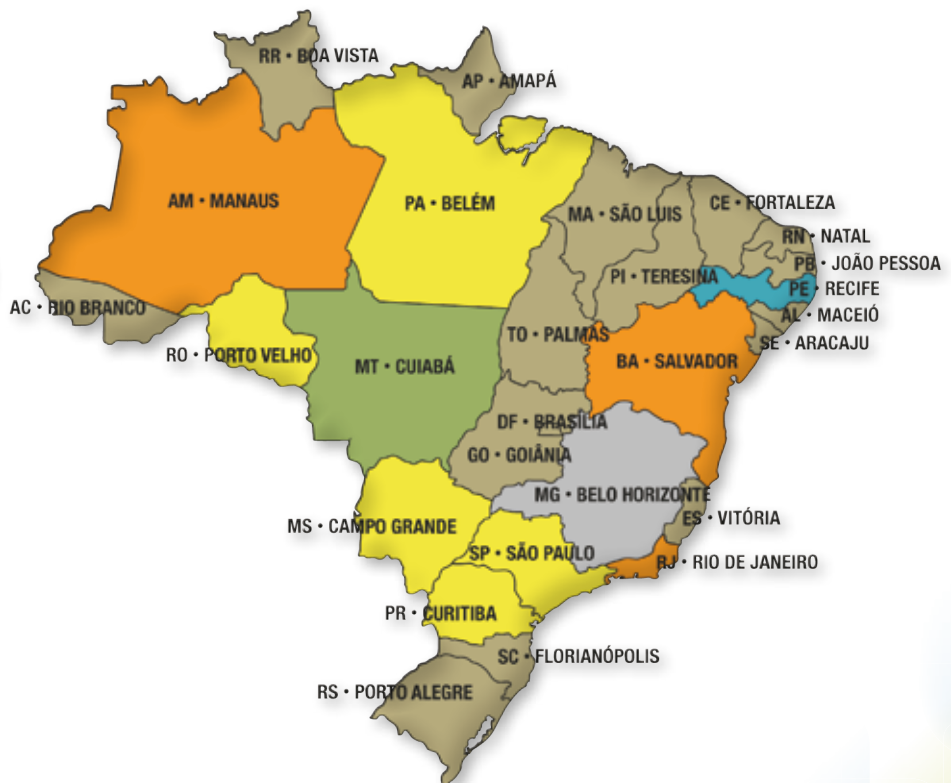 RR • BOA VISTA
AP • AMAPÁ
AM • MANAUS
PA • BELÉM
MA • SÃO LUIS
CE • FORTALEZA
RN • NATAL
PB • JOÃO PESSOA
PI • TERESINA
PE • RECIFE
AC • RIO BRANCO
AL • MACEIÓ
TO • PALMAS
SE • ARACAJU
RO • PORTO VELHO
BA • SALVADOR
MT • CUIABÁ
DF • BRASÍLIA
GO • GOIÂNIA
MG • BELO HORIZONTE
ES • VITÓRIA
MS • CAMPO GRANDE
SP • SÃO PAULO
RJ • RIO DE JANEIRO
PR • CURITIBA
SC • FLORIANÓPOLIS
RS • PORTO ALEGRE